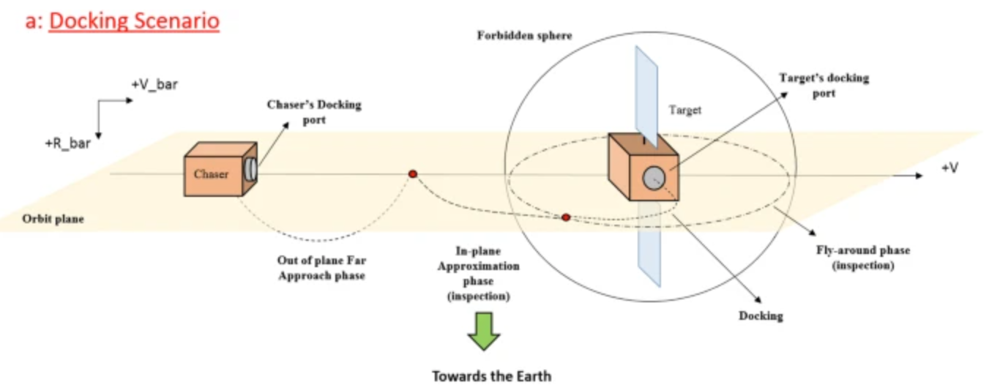 a: Docking Scenario
Forbidden sphere
+V_bar
Target's docking
port
Chaser's Docking
port
Target
+R_bar
Chaser
+V
Orbit plane
Out of plane Far
Approach phase
In-plane
Approximation
phase
(inspection)
Fly-around phase
(inspection)
Docking
Towards the Earth